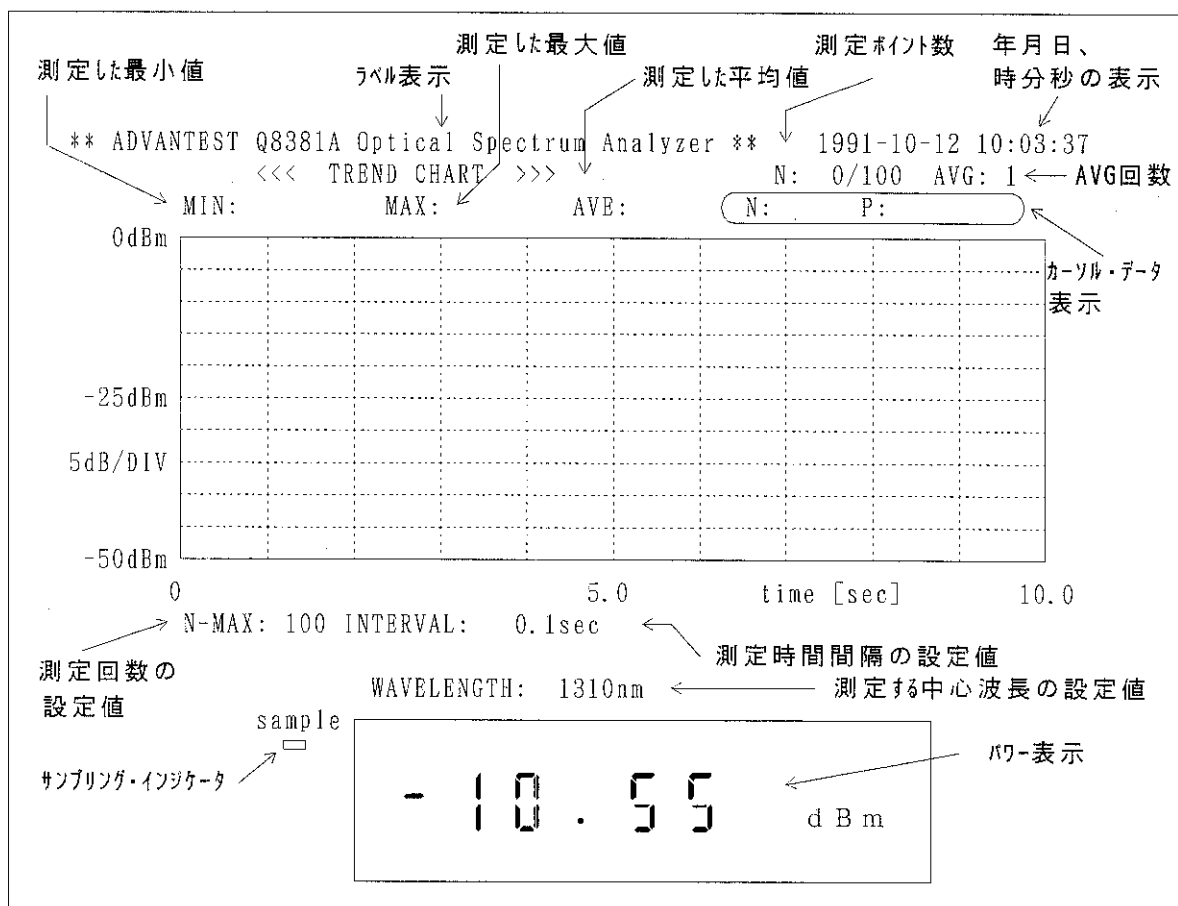 測定した最大値
測定ポイント数
年月日、
時分秒の表示
測定した最小値
ラベル表示
測定した平均値
** ADVANTEST Q8381A Optical Spectrum Analyzer ** 1991-10-12 10:03:37
<<< TREND CHART >>> N: 0/100 AVG: 1
AVG回数
MIN: MAX: AVE: N: P:
0dBm
カーソル・データ
表示
-25dBm
5dB/DIV
-50dBm
0 5.0 time [sec] 10.0
N-MAX: 100 INTERVAL: 0.1sec
測定時間間隔の設定値
測定回数の
設定値
WAVELENGTH: 1310nm
測定する中心波長の設定値
sample
サンプリング・インジケータ
パワー表示
-10.55 dBm